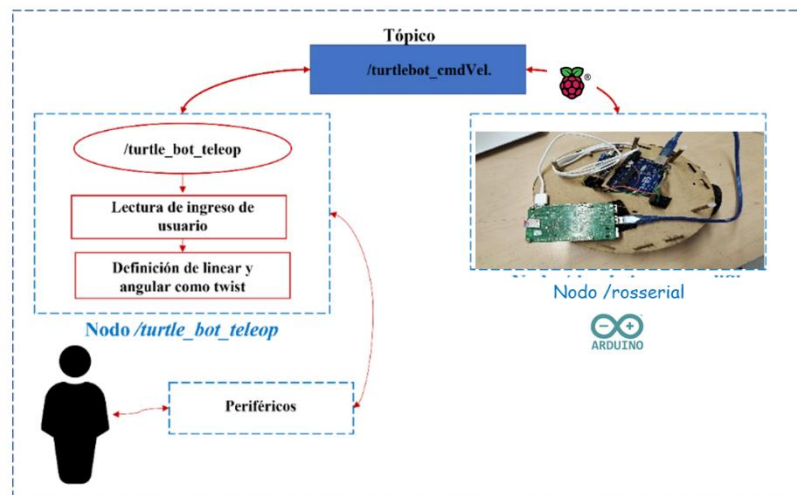 Tópico
/turtlebot_cmdVel.
®
/turtle_bot_teleop
Lectura de ingreso de
usuario
Definición de linear y
angular como twist
Nodo /turtle_bot_teleop
Periféricos
Nodo /rosserial
ARDUINO